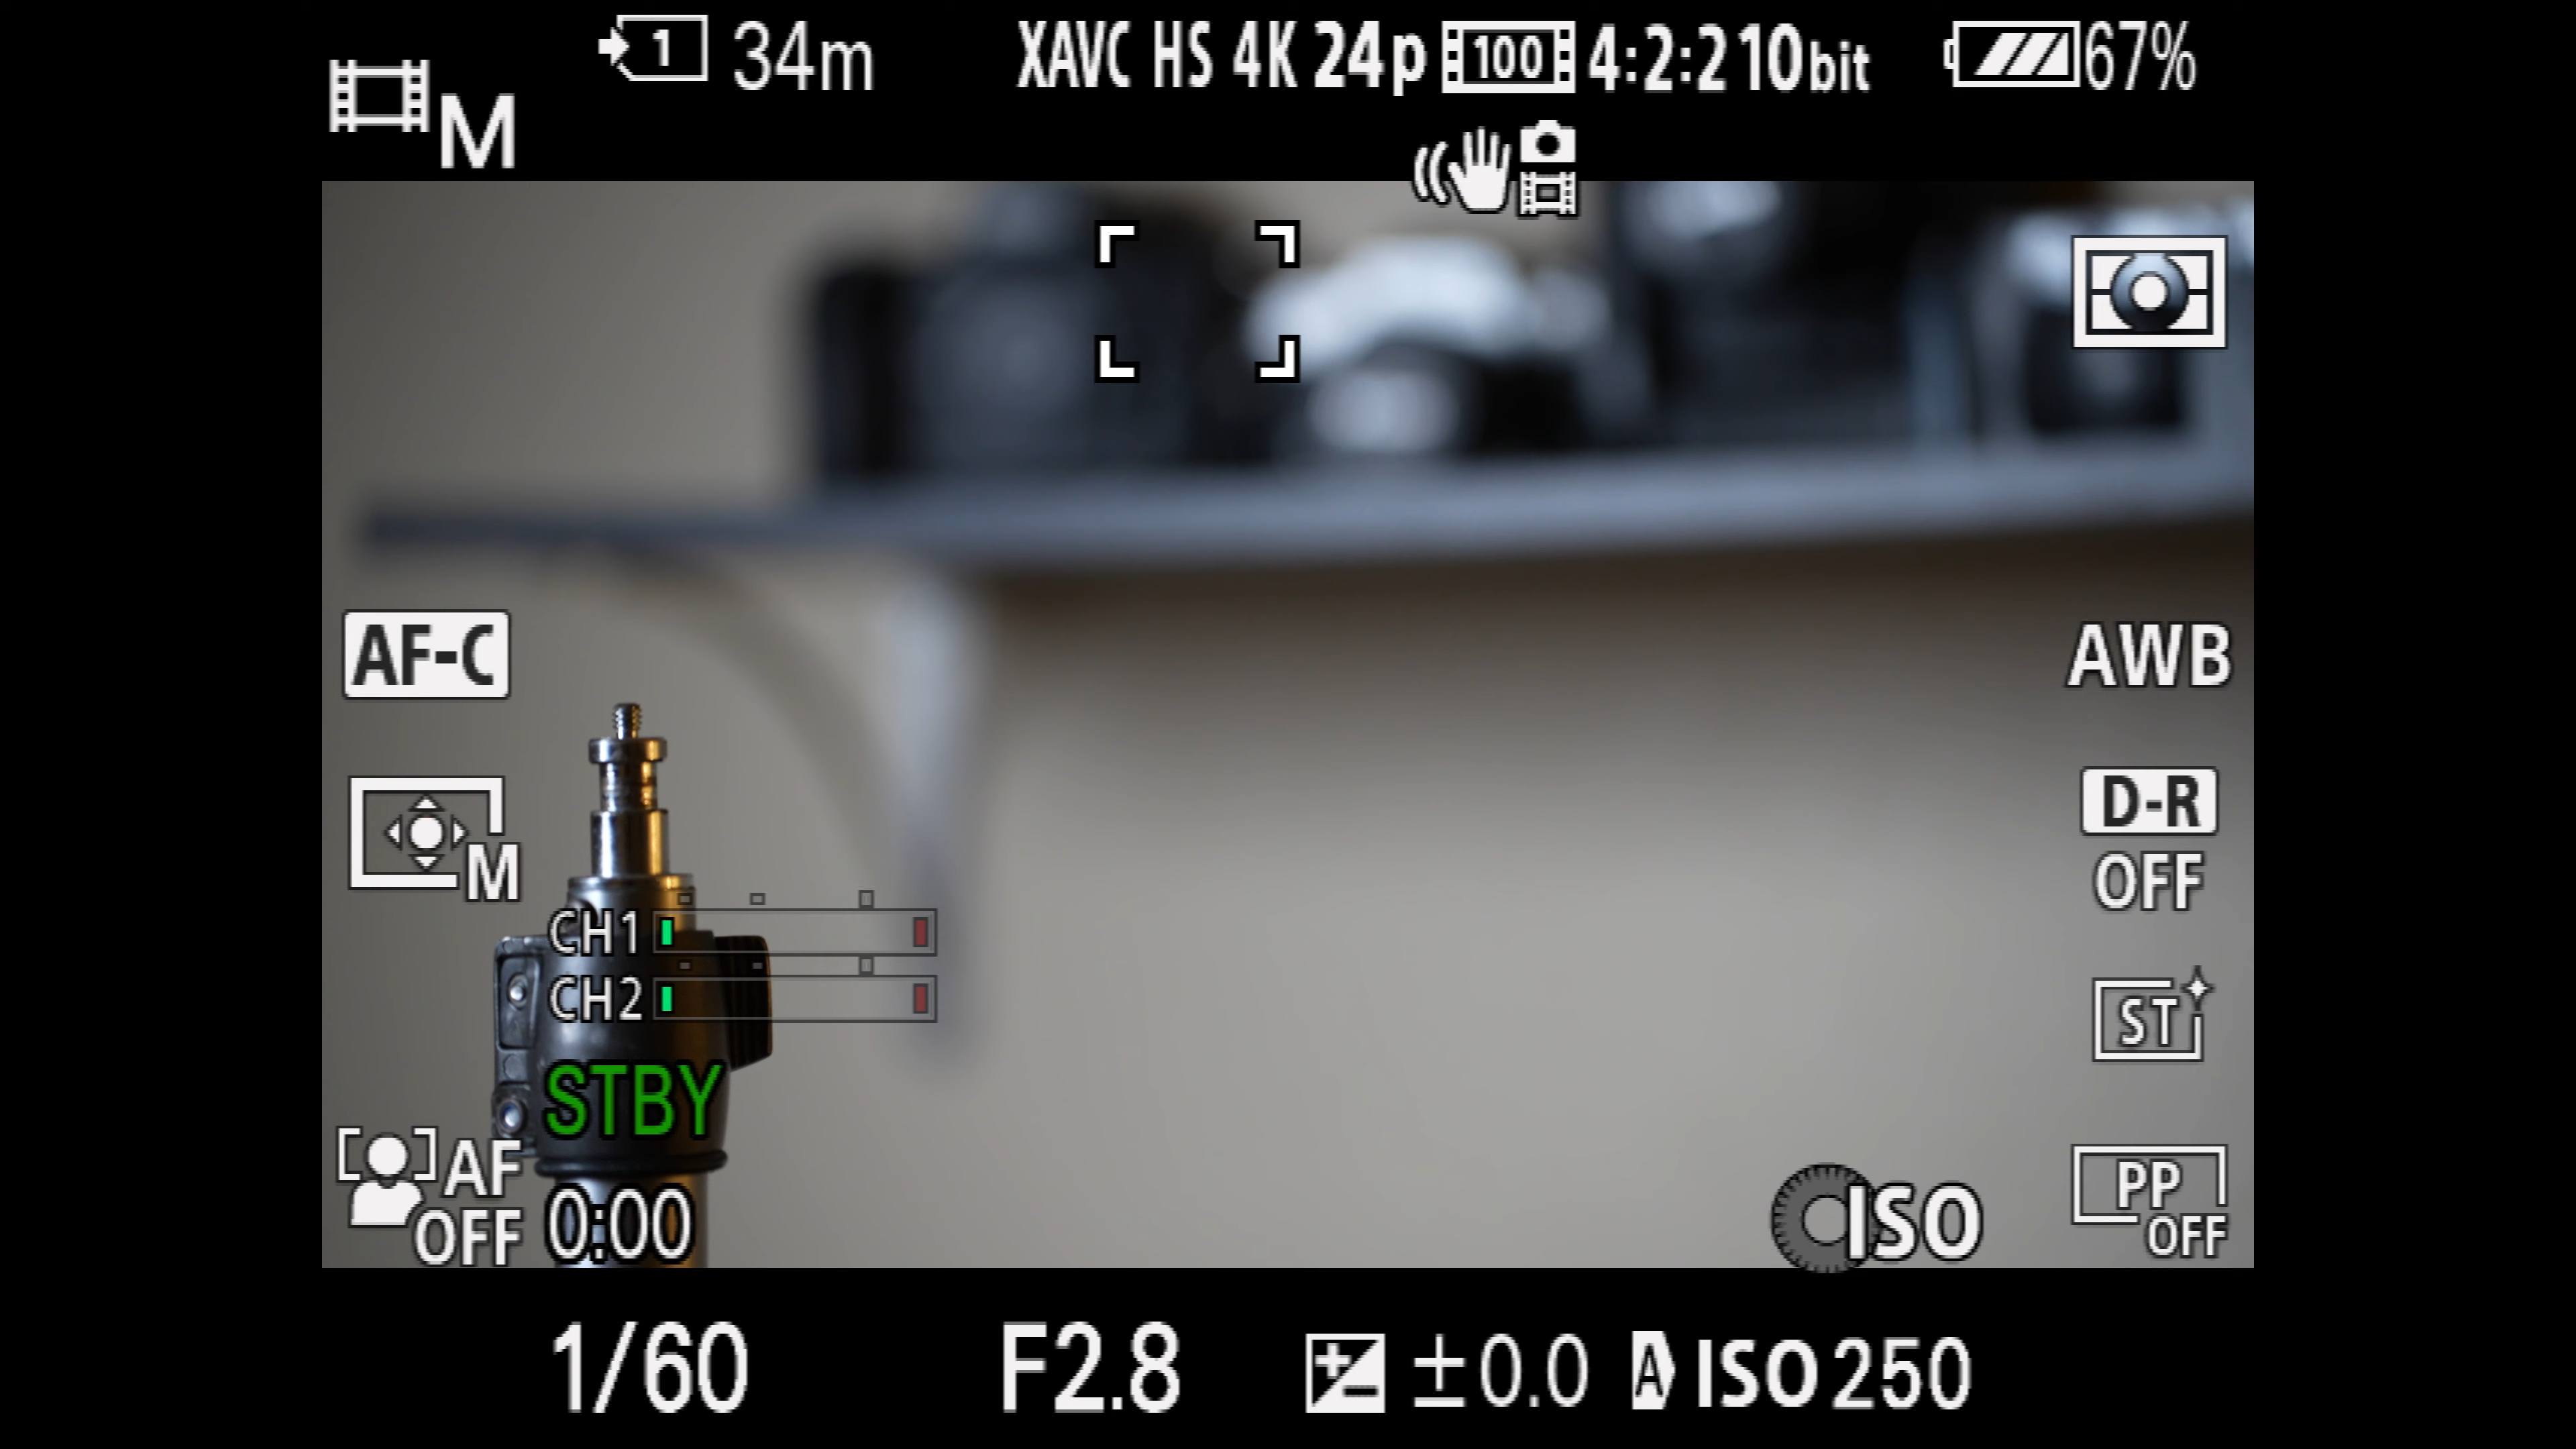 1 34m XAVC HS 4K 24p 100 4:2:2 10bit 67%
M
AF-C
AWB
M
D-R
OFF
CH1
CH2
ST
STBY
AF
OFF
0:00
ISO
PP
OFF
1/60 F2.8 ±0.0 A ISO 250